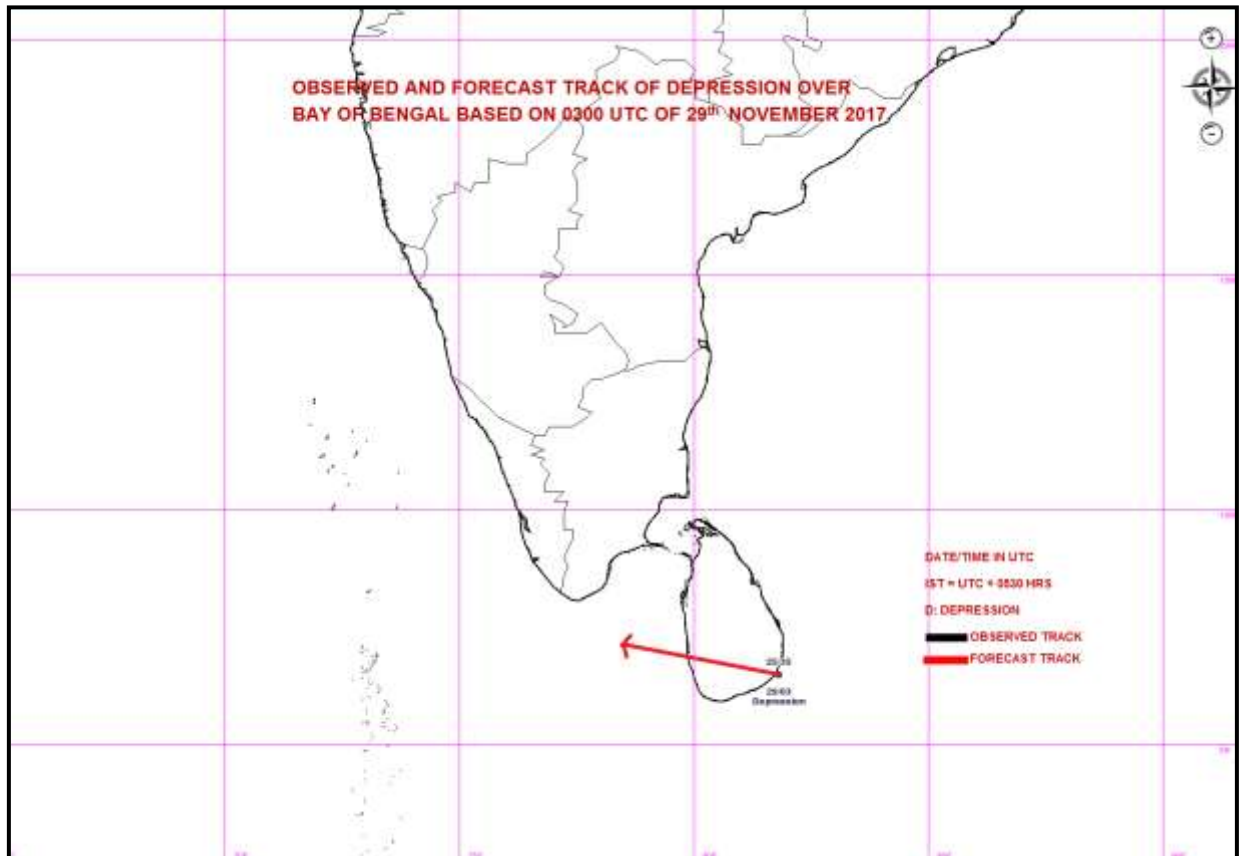 OBSERVED AND FORECAST TRACK OF DEPRESSION OVER
BAY OF BENGAL BASED ON 0300 UTC OF 29th NOVEMBER 2017
DATE/TIME IN UTC
IST = UTC + 0530 HRS
D: DEPRESSION
OBSERVED TRACK
FORECAST TRACK
29/03
Depression